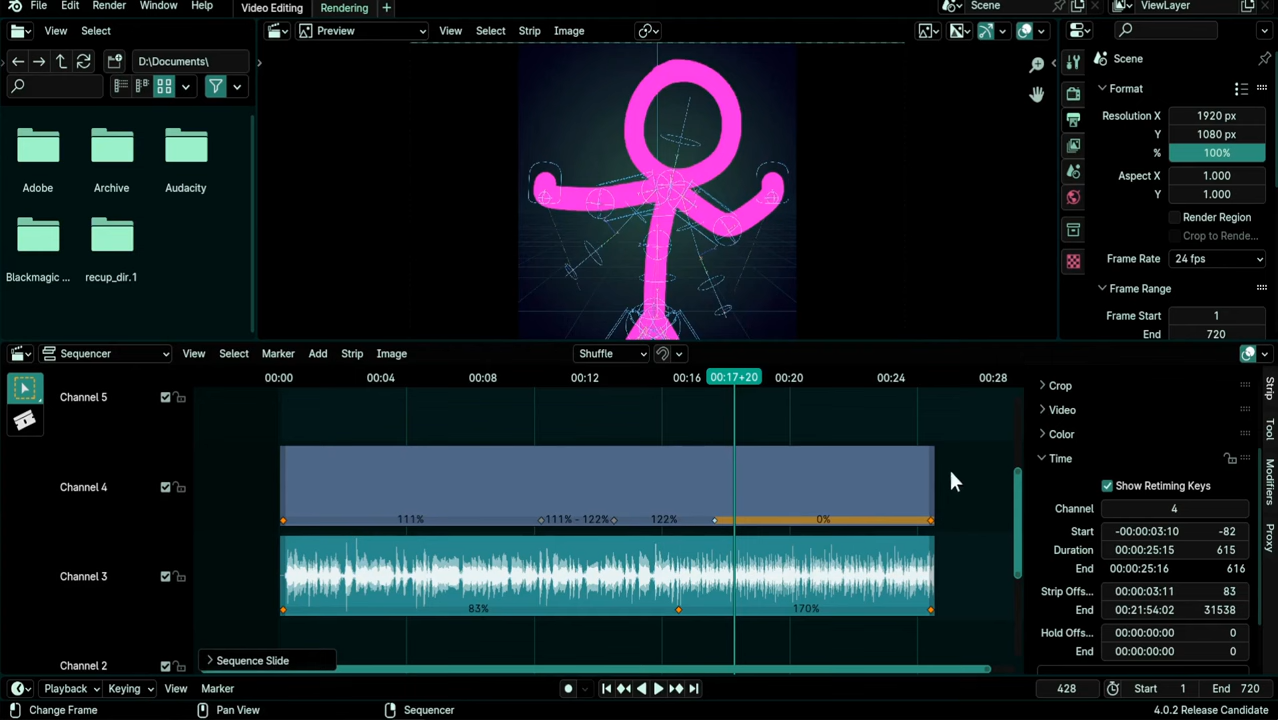 File Edit Render Window Help Video Editing Rendering + Scene ViewLayer
View Select Preview View Select Strip Image
D:\Documents\
Scene
Format
Resolution X 1920 px
Y 1080 px
% 100%
Adobe Archive Audacity
Aspect X 1.000
Y 1.000
Render Region
Crop to Rende...
Frame Rate 24 fps
Blackmagic ... recup_dir.1
Frame Range
Frame Start 1
End 720
Sequencer View Select Marker Add Strip Image Shuffle
00:00 00:04 00:08 00:12 00:16 00:17+20 00:20 00:24 00:28
Channel 5
Crop
Video
Color
Time
Strip
Tool
Modifiers
Proxy
Show Retiming Keys
Channel 4
Channel 4
111% 111% - 122% 122% 0%
Start -00:00:03:10 -82
Duration 00:00:25:15 615
End 00:00:25:16 616
Channel 3
Strip Offs... 00:00:03:11 83
End 00:21:54:02 31538
83% 170%
Hold Offs... 00:00:00:00 0
End 00:00:00:00 0
Channel 2
Sequence Slide
Playback Keying View Marker 428 Start 1 End 720
Change Frame Pan View Sequencer 4.0.2 Release Candidate